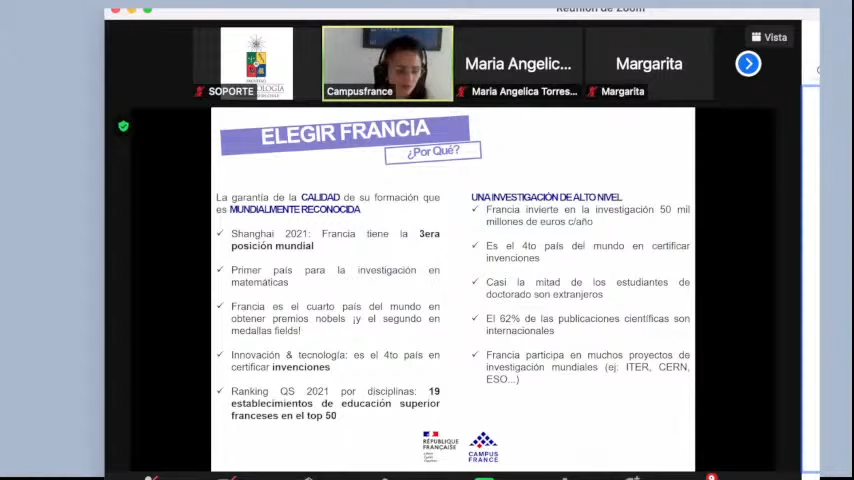 Reunión de Zoom
Vista
SOPORTE
Campusfrance
Maria Angelic...
Maria Angelica Torres...
Margarita
Margarita
ELEGIR FRANCIA
¿Por Qué?
La garantía de la CALIDAD de su formación que
es MUNDIALMENTE RECONOCIDA
Shanghai 2021: Francia tiene la 3era
posición mundial
Primer país para la investigación en
matemáticas
Francia es el cuarto país del mundo en
obtener premios nobels ¡y el segundo en
medallas fields!
Innovación & tecnología: es el 4to país en
certificar invenciones
Ranking QS 2021 por disciplinas: 19
establecimientos de educación superior
franceses en el top 50
UNA INVESTIGACIÓN DE ALTO NIVEL
Francia invierte en la investigación 50 mil
millones de euros c/año
Es el 4to país del mundo en certificar
invenciones
Casi la mitad de los estudiantes de
doctorado son extranjeros
El 62% de las publicaciones científicas son
internacionales
Francia participa en muchos proyectos de
investigación mundiales (ej: ITER, CERN,
ESO...)
RÉPUBLIQUE
FRANÇAISE
CAMPUS
FRANCE